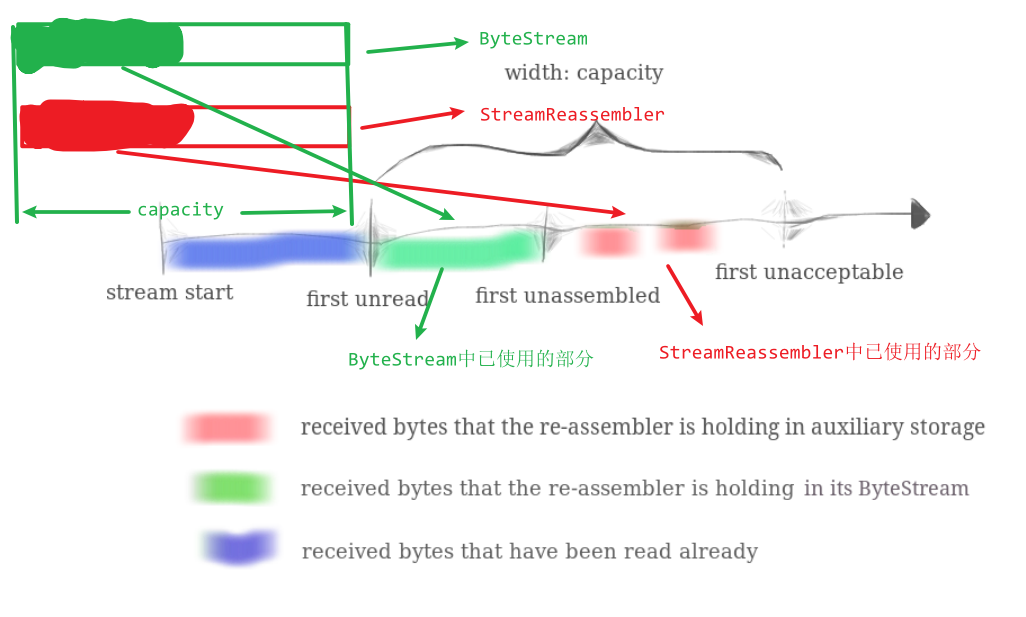 ByteStream
width: capacity
StreamReassembler
capacity
stream start
first unread
first unassembled
first unacceptable
ByteStream中已使用的部分
StreamReassembler中已使用的部分
received bytes that the re-assembler is holding in auxiliary storage
received bytes that the re-assembler is holding in its ByteStream
received bytes that have been read already